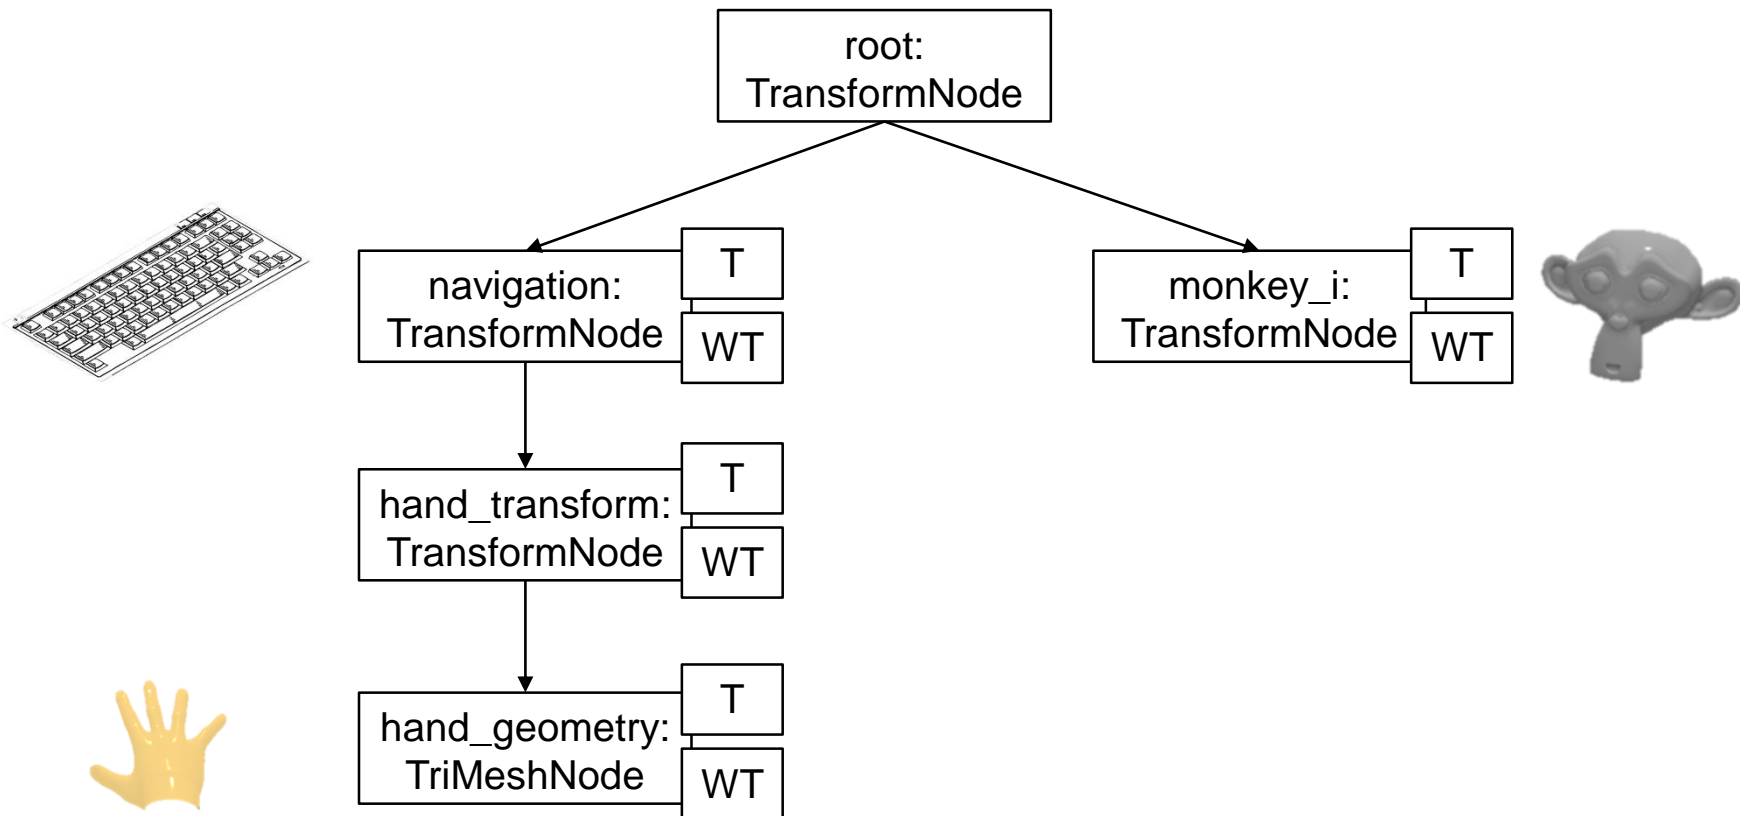 root:
TransformNode
navigation:
TransformNode
T
WT
monkey_i:
TransformNode
T
WT
hand_transform:
TransformNode
T
WT
hand_geometry:
TriMeshNode
T
WT